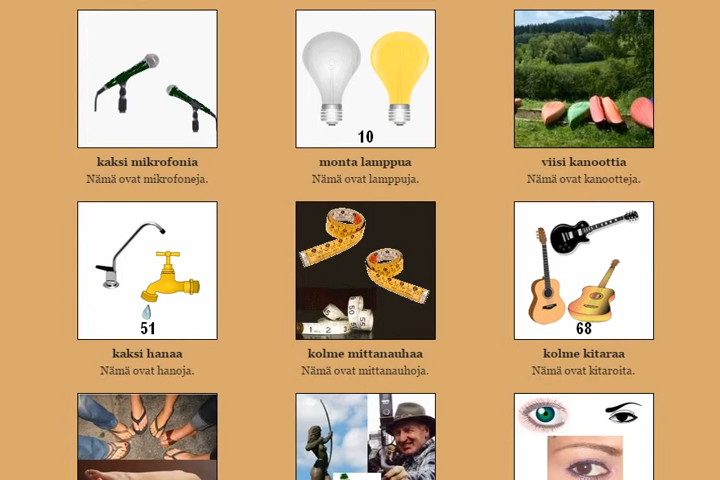 10
kaksi mikrofonia
Nämä ovat mikrofoneja.
monta lamppua
Nämä ovat lamppuja.
viisi kanoottia
Nämä ovat kanootteja.
51
68
kaksi hanaa
Nämä ovat hanoja.
kolme mittanauhaa
Nämä ovat mittanauhoja.
kolme kitaraa
Nämä ovat kitaroita.